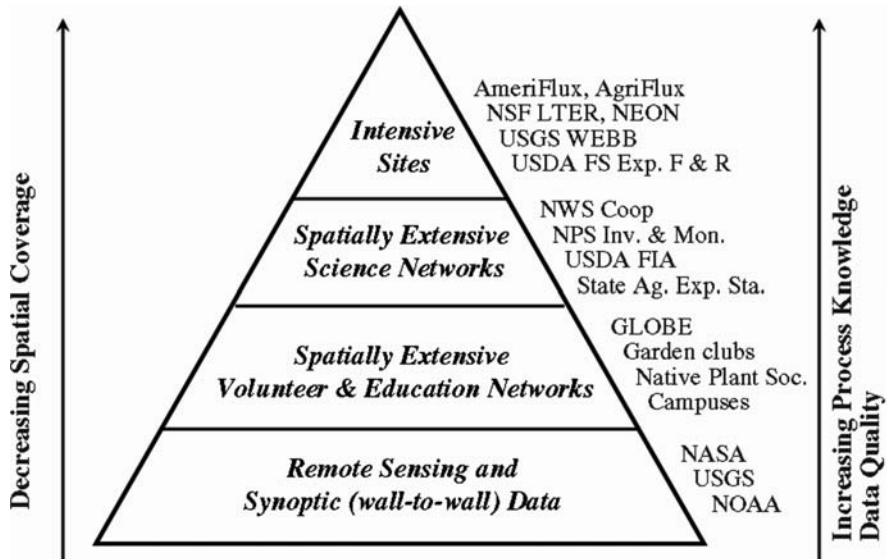 Decreasing Spatial Coverage
Intensive
Sites
AmeriFlux, AgriFlux
NSF LTER, NEON
USGS WEBB
USDA FS Exp. F & R
Spatially Extensive
Science Networks
NWS Coop
NPS Inv. & Mon.
USDA FIA
State Ag. Exp. Sta.
Spatially Extensive
Volunteer & Education Networks
GLOBE
Garden clubs
Native Plant Soc.
Campuses
Remote Sensing and
Synoptic (wall-to-wall) Data
NASA
USGS
NOAA
Increasing Process Knowledge
Data Quality